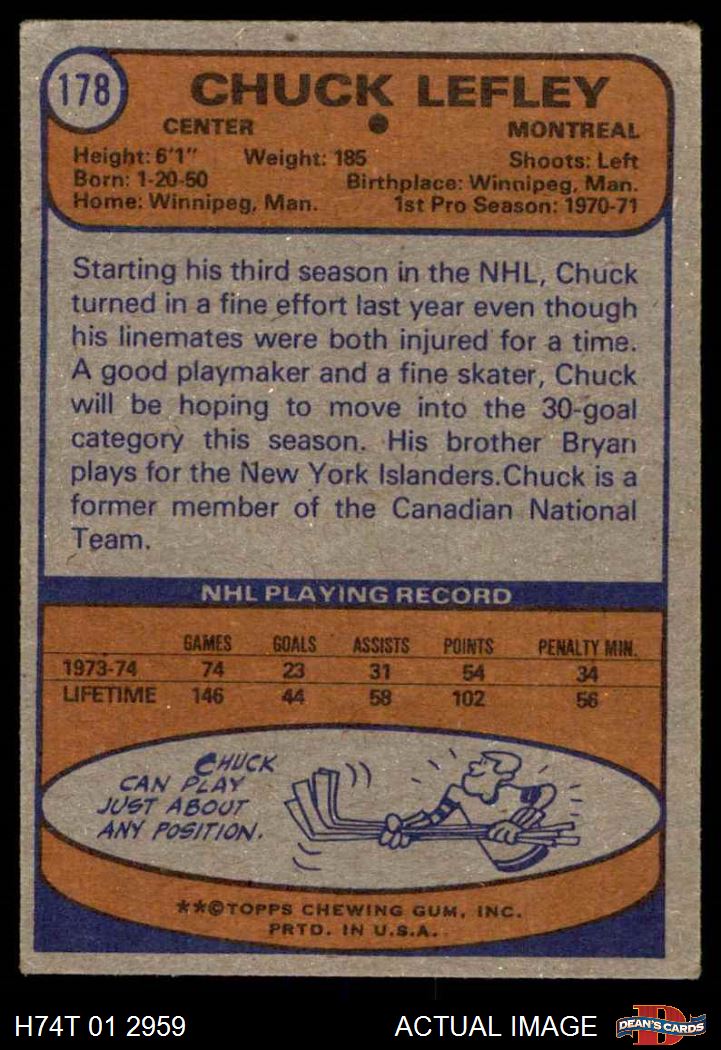 178
CHUCK LEFLEY
CENTER • MONTREAL
Height: 6'1" Weight: 185 Shoots: Left
Born: 1-20-50 Birthplace: Winnipeg, Man.
Home: Winnipeg, Man. 1st Pro Season: 1970-71
Starting his third season in the NHL, Chuck
turned in a fine effort last year even though
his linemates were both injured for a time.
A good playmaker and a fine skater, Chuck
will be hoping to move into the 30-goal
category this season. His brother Bryan
plays for the New York Islanders.Chuck is a
former member of the Canadian National
Team.
NHL PLAYING RECORD
GAMES GOALS ASSISTS POINTS PENALTY MIN.
1973-74 74 23 31 54 34
LIFETIME 146 44 58 102 56
CHUCK
CAN PLAY
JUST ABOUT
ANY POSITION.
**©TOPPS CHEWING GUM, INC.
PRTD. IN U.S.A.
H74T 01 2959 ACTUAL IMAGE D DEAN'S CARDS